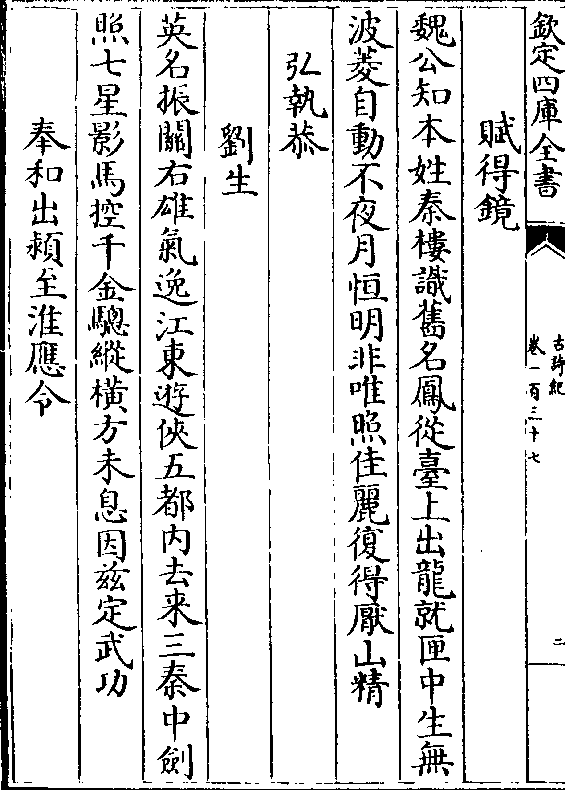 欽定四庫全書
古詩紀
卷一百三十七
二
賦得鏡
魏公知本姓秦樓識舊名鳳從臺上出龍就匣中生無
波菱自動不夜月恒明非唯照佳麗復得厭山精
弘執恭
劉生
英名振關右雄氣逸江東遊俠五都内去来三秦中劍
照七星影馬控千金驄縱横方未息因兹定武功
奉和出潁至淮應令